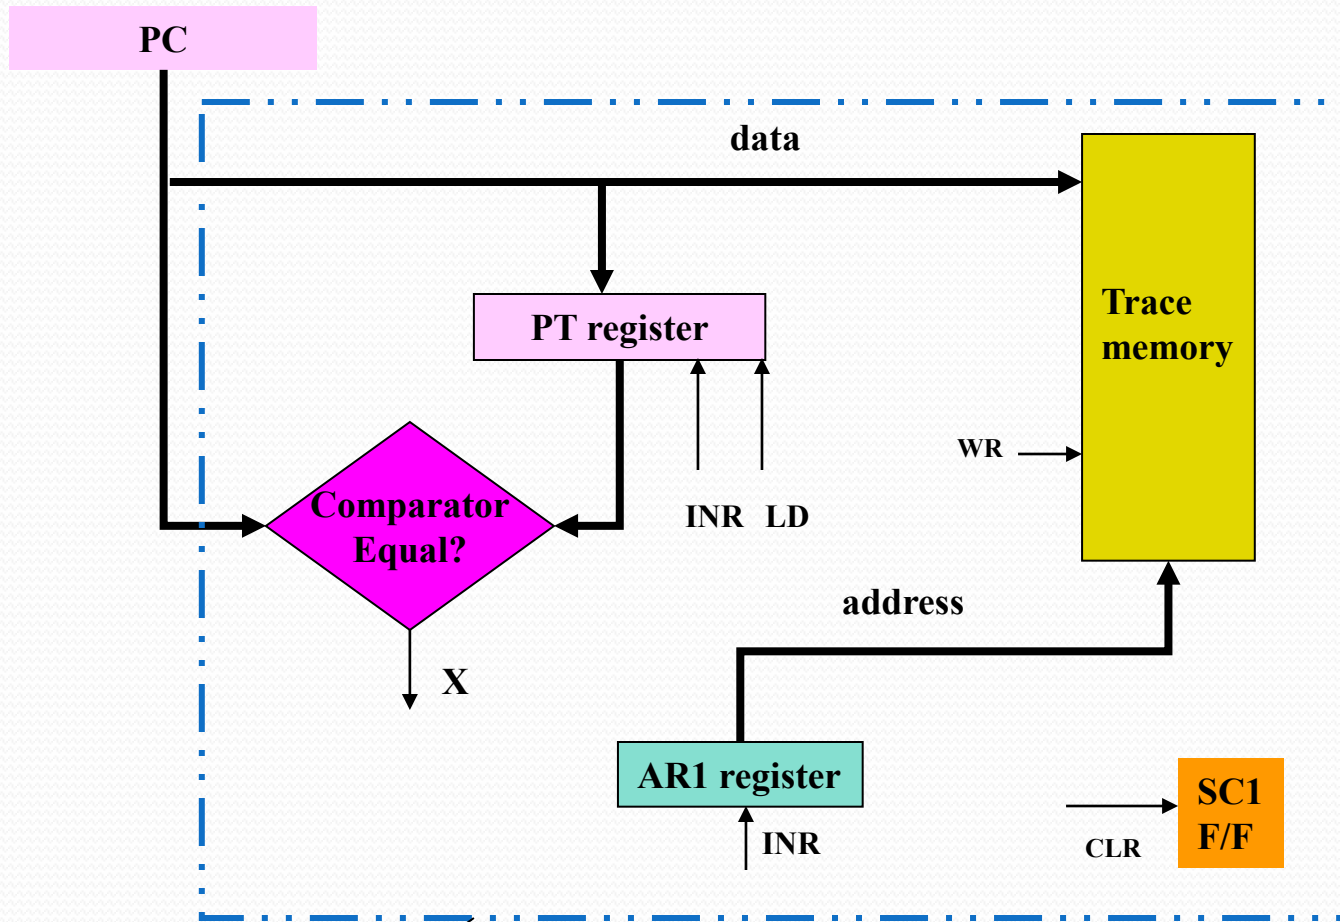 PC
data
PT register
Trace
memory
WR
INR LD
Comparator
Equal?
address
X
AR1 register
INR
CLR
SC1
F/F